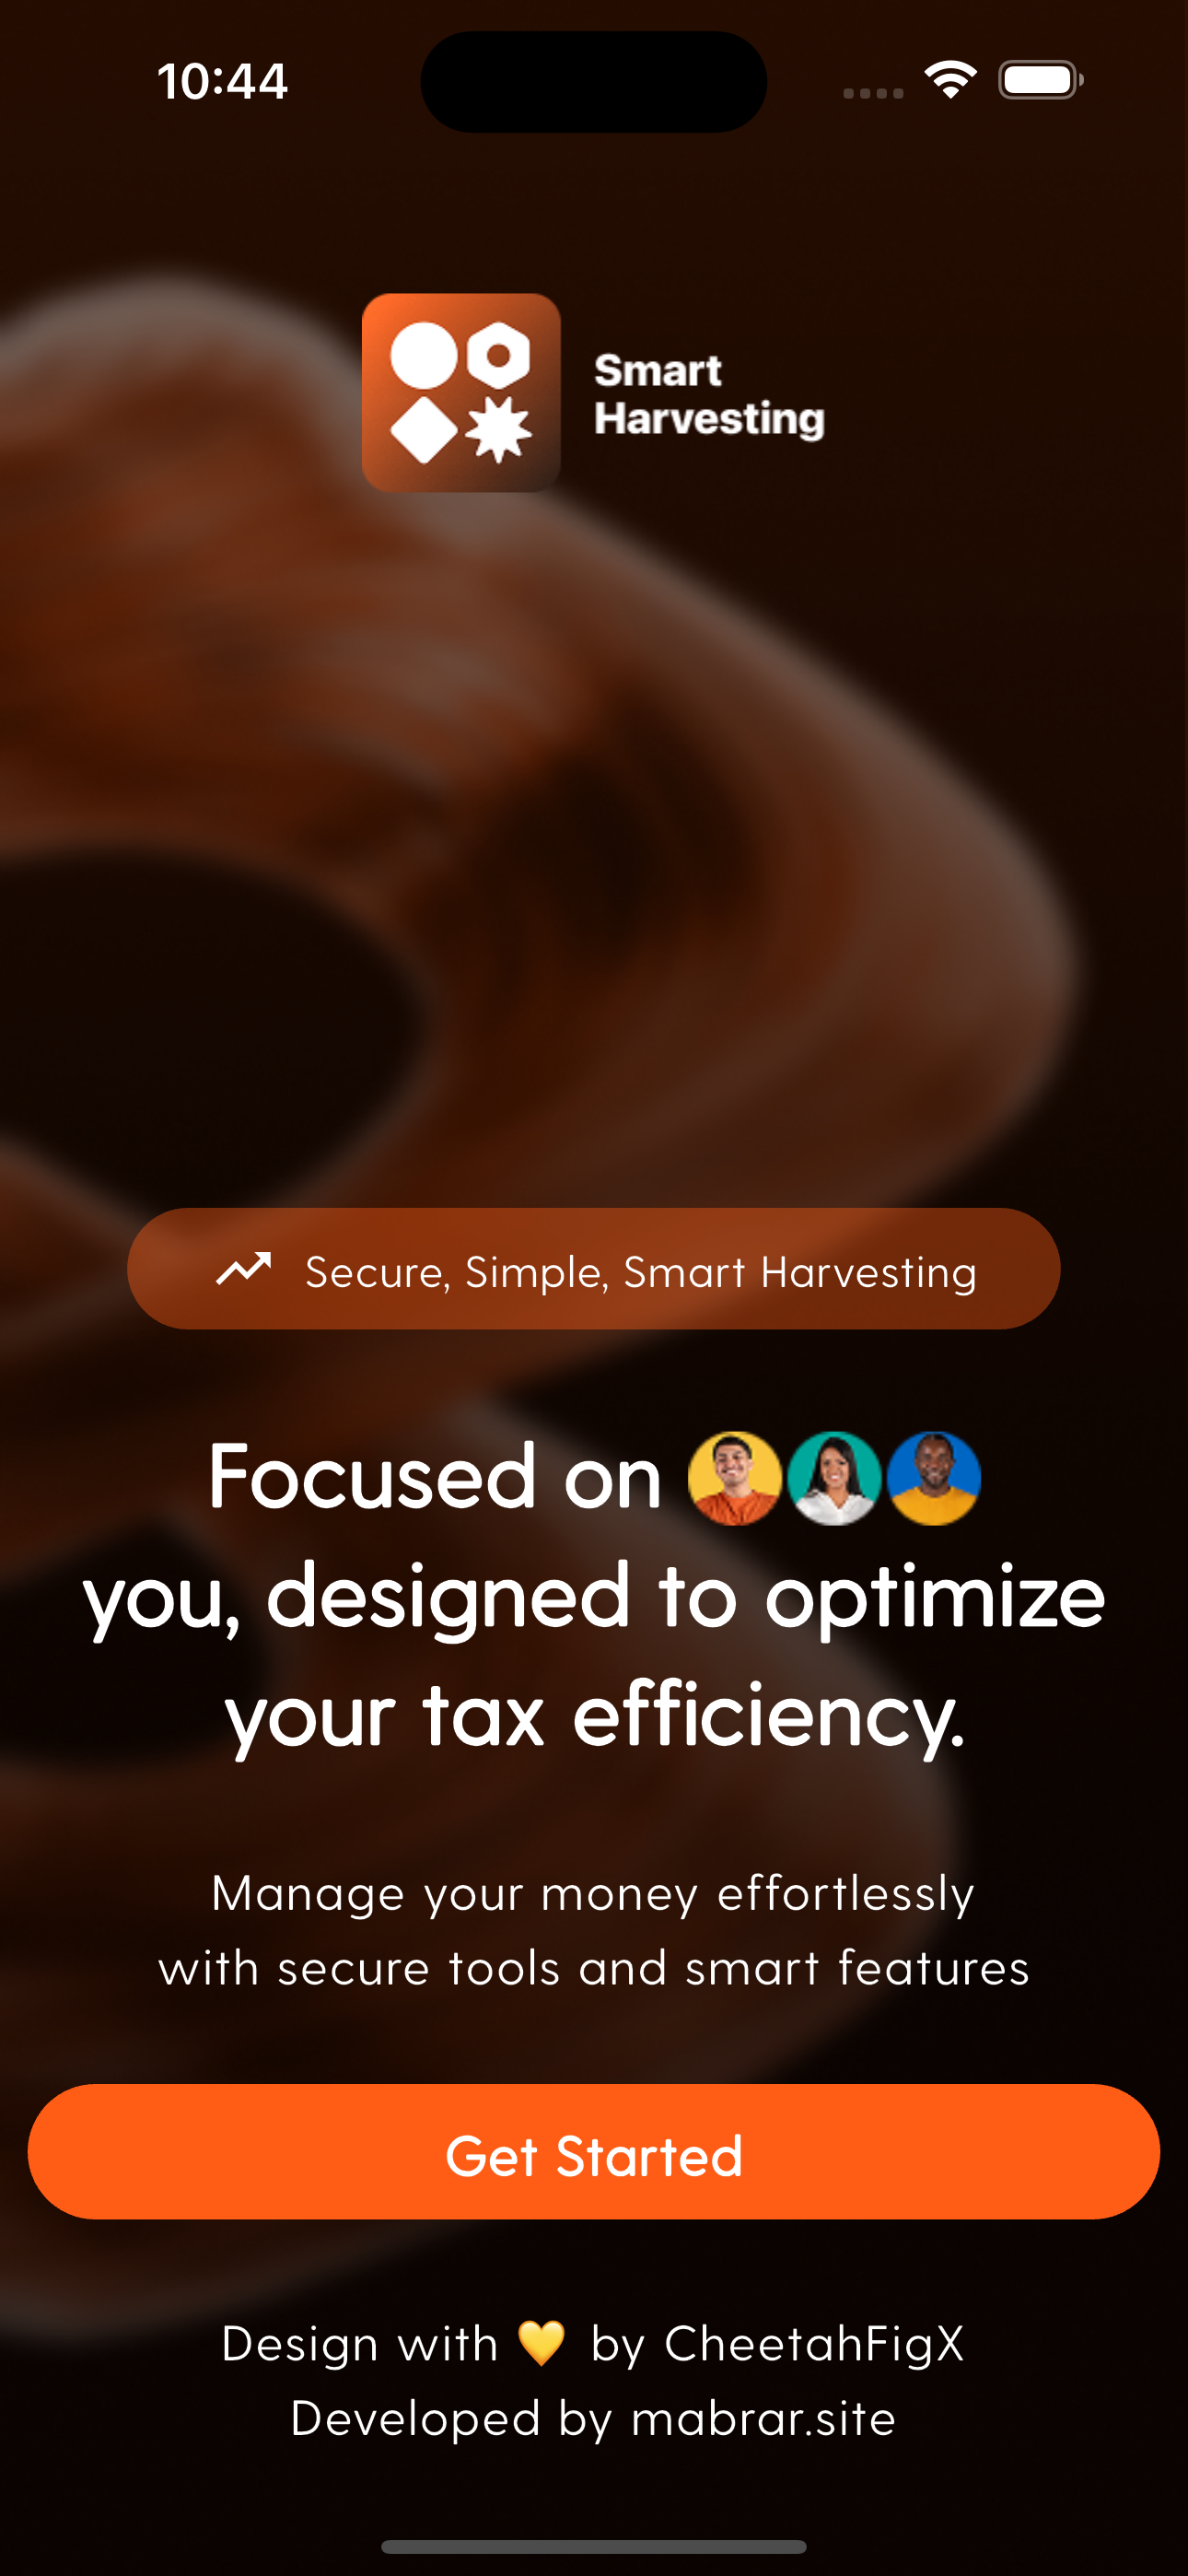 10:44
Smart
Harvesting
Secure, Simple, Smart Harvesting
Focused on
you, designed to optimize
your tax efficiency.
Manage your money effortlessly
with secure tools and smart features
Get Started
Design with 💛 by CheetahFigX
Developed by mabrar.site